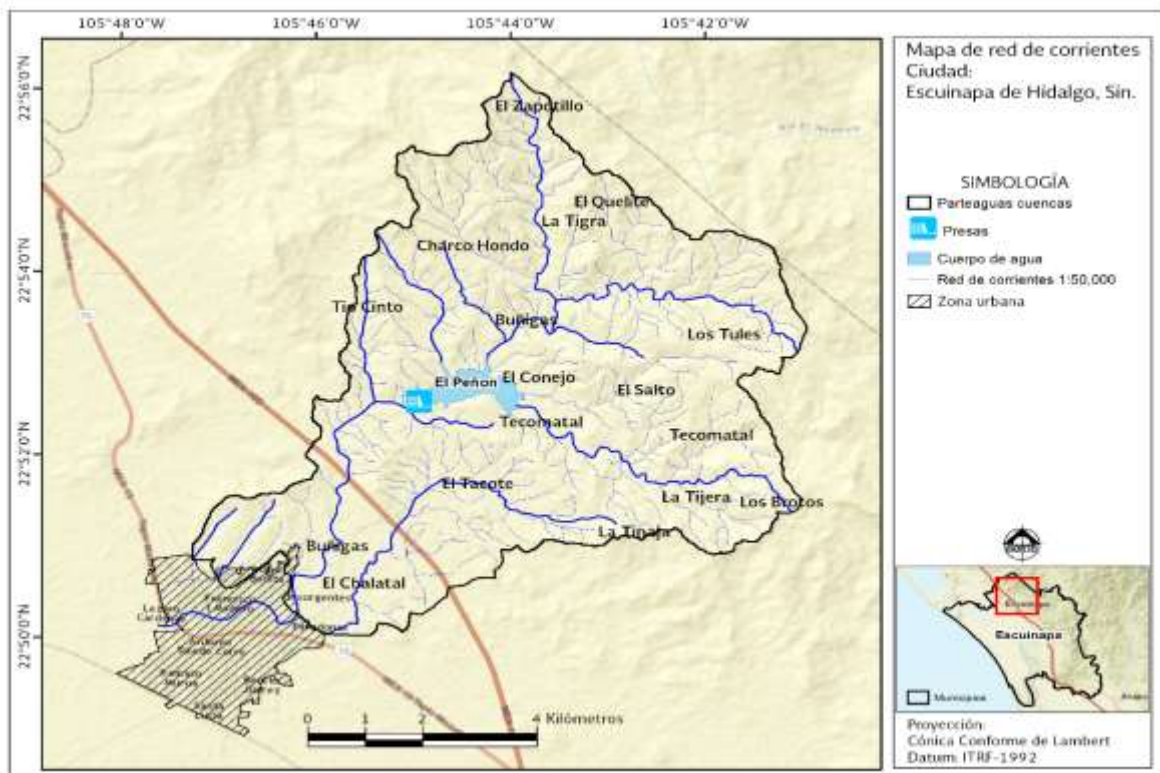 105°48'0"W
105°46'0"W
105°44'0"W
105°42'0"W
22°56'0"N
22°54'0"N
22°52'0"N
22°50'0"N
El Zapotillo
El Quelite
La Tigra
Charco Hondo
Tio Cinto
Buñigas
Los Tules
El Peñon
El Conejo
El Salto
Tecomatal
Tecomatal
El Tacote
La Tijera
Los Brotos
La Tinaja
Buñigas
El Chalatal
0
1
2
4 Kilómetros
Mapa de red de corrientes
Ciudad:
Escuinapa de Hidalgo, Sin.
SIMBOLOGÍA
Parteaguas cuencas
Presas
Cuerpo de agua
Red de corrientes 1:50,000
Zona urbana
Escuinapa
Municipios
Proyección:
Cónica Conforme de Lambert
Datum: ITRF-1992